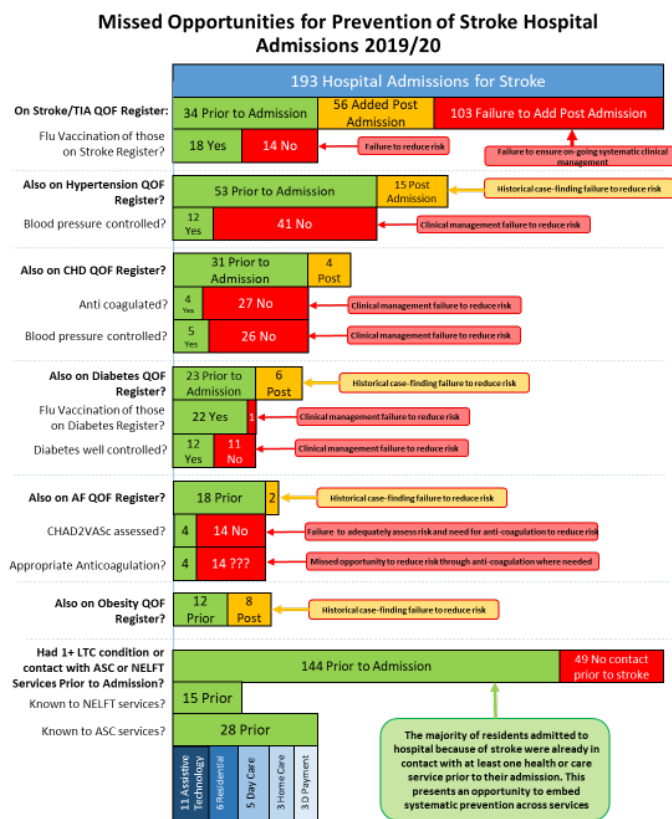 Missed Opportunities for Prevention of Stroke Hospital
Admissions 2019/20
193 Hospital Admissions for Stroke
On Stroke/TIA QOF Register:
34 Prior to Admission
56 Added Post
Admission
103 Failure to Add Post Admission
Flu Vaccination of those
on Stroke Register?
18 Yes
14 No
Failure to reduce risk
Failure to ensure on-going systematic clinical
management
Also on Hypertension QOF
Register?
53 Prior to Admission
15 Post
Admission
Historical case-finding failure to reduce risk
Blood pressure controlled?
12
Yes
41 No
Clinical management failure to reduce risk
Also on CHD QOF Register?
31 Prior to
Admission
4
Post
Anti coagulated?
4
Yes
27 No
Clinical management failure to reduce risk
Blood pressure controlled?
5
Yes
26 No
Clinical management failure to reduce risk
Also on Diabetes QOF
Register?
23 Prior to
Admission
6
Post
Historical case-finding failure to reduce risk
Flu Vaccination of those
on Diabetes Register?
22 Yes
1
Clinical management failure to reduce risk
Diabetes well controlled?
12
Yes
11
No
Clinical management failure to reduce risk
Also on AF QOF Register?
18 Prior
2
Historical case-finding failure to reduce risk
CHAD2VASc assessed?
4
14 No
Failure to adequately assess risk and need for anti-coagulation to reduce risk
Appropriate Anticoagulation?
4
14 ???
Missed opportunity to reduce risk through anti-coagulation where needed
Also on Obesity QOF
Register?
12
Prior
8
Post
Historical case-finding failure to reduce risk
Had 1+ LTC condition or
contact with ASC or NELFT
Services Prior to Admission?
144 Prior to Admission
49 No contact
prior to stroke
Known to NELFT services?
15 Prior
Known to ASC services?
28 Prior
11 Assistive
Technology
6 Residential
5 Day Care
3 Home Care
3 D Payment
The majority of residents admitted to
hospital because of stroke were already in
contact with at least one health or care
service prior to their admission. This
presents an opportunity to embed
systematic prevention across services